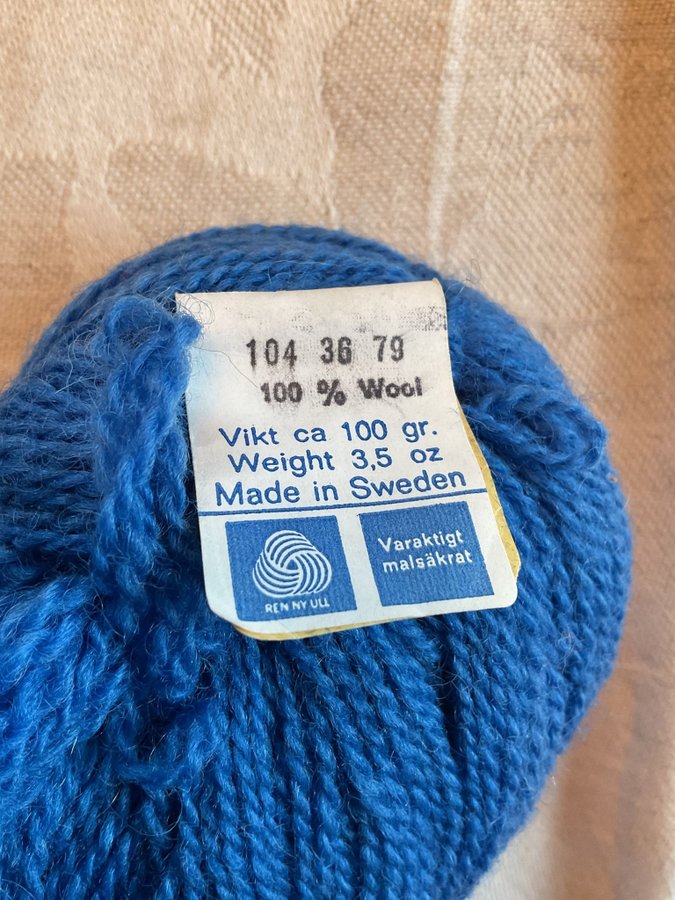 104 36 79
100 % Wool
Vikt ca 100 gr.
Weight 3,5 oz
Made in Sweden
REN NY ULL
Varaktigt
malsäkrat